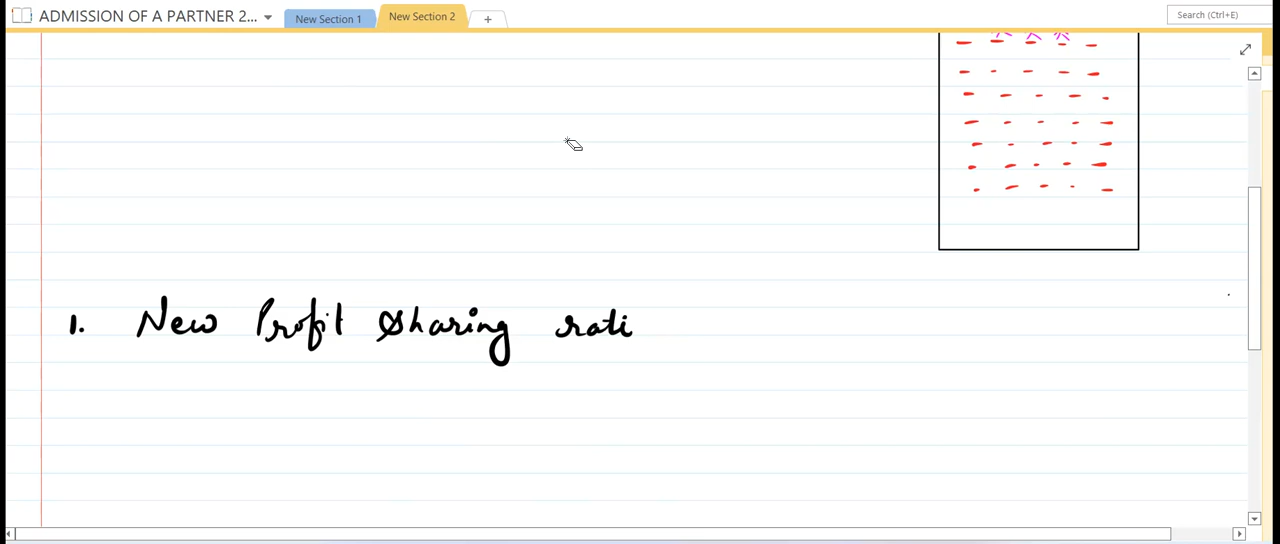 ADMISSION OF A PARTNER 2... New Section 1 New Section 2 + Search (Ctrl+E)
1. New Profit sharing rati